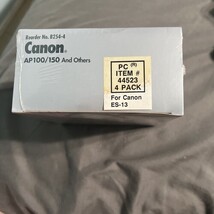 Reorder No. 8254-4
Canon®
AP100/150 And Others
PC (R)
ITEM #
44523
4 PACK
For Canon
ES-13